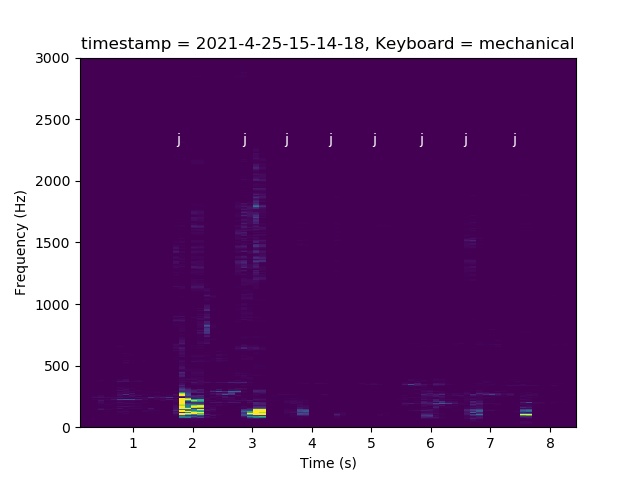 timestamp = 2021-4-25-15-14-18, Keyboard = mechanical
3000
2500
2000
1500
1000
500
0
Frequency (Hz)
j j j j j j j j
1 2 3 4 5 6 7 8
Time (s)